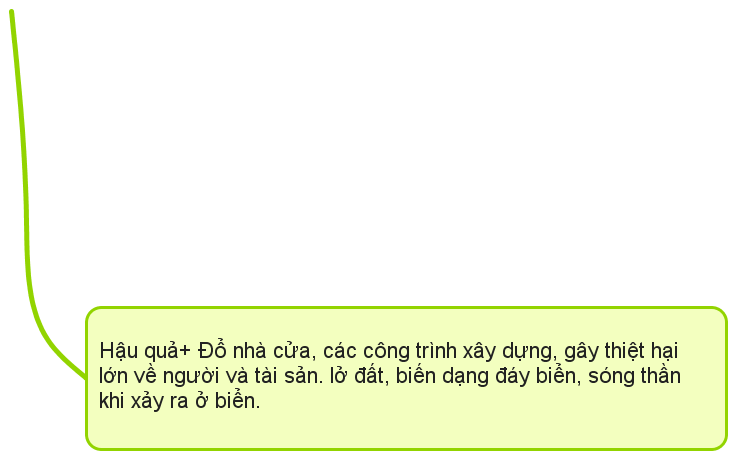 Hậu quả+ Đổ nhà cửa, các công trình xây dựng, gây thiệt hại
lớn về người và tài sản. lở đất, biến dạng đáy biển, sóng thần
khi xảy ra ở biển.